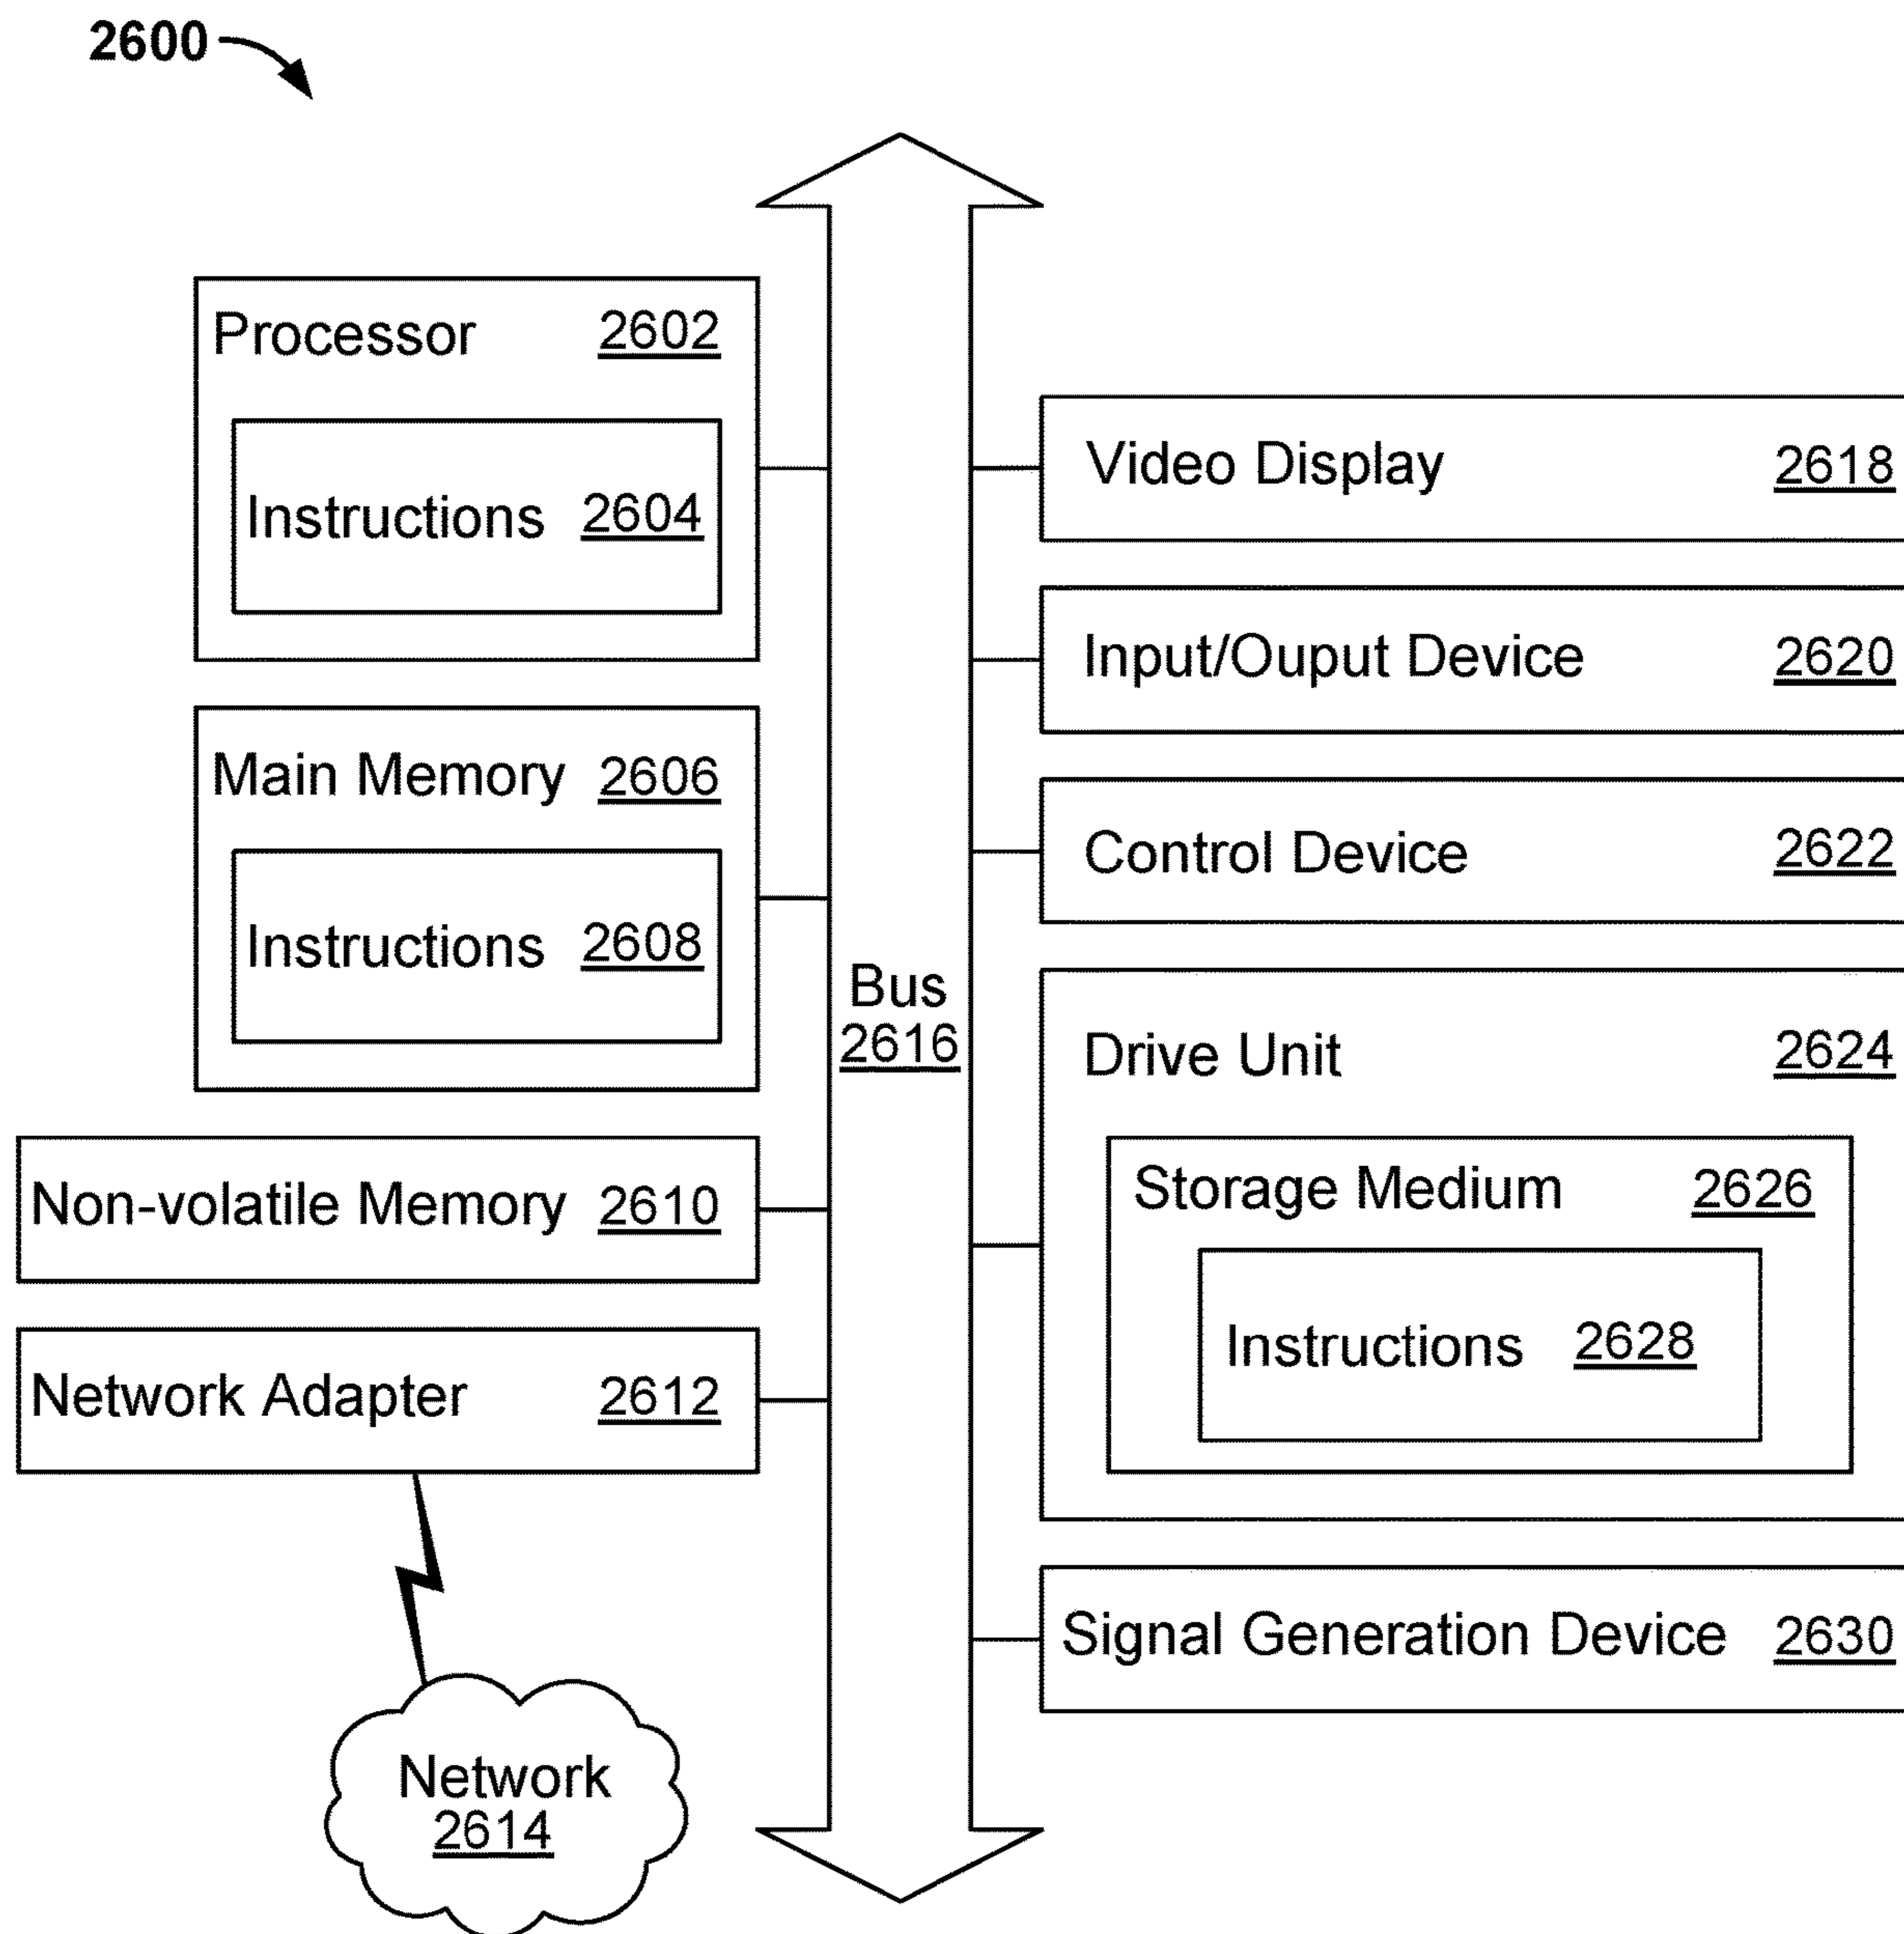 2600
Processor 2602
Instructions 2604
Main Memory 2606
Instructions 2608
Non-volatile Memory 2610
Network Adapter 2612
Network
2614
Bus
2616
Video Display 2618
Input/Ouput Device 2620
Control Device 2622
Drive Unit 2624
Storage Medium 2626
Instructions 2628
Signal Generation Device 2630